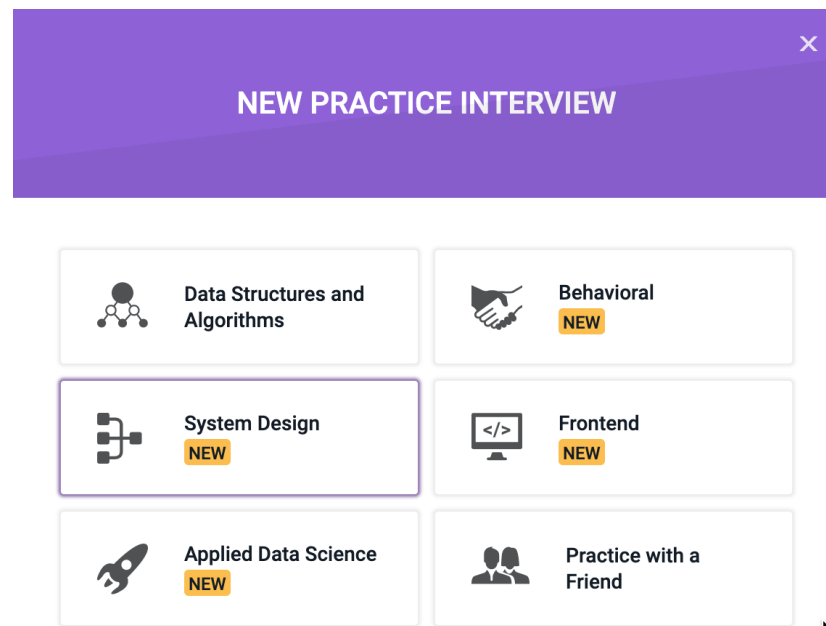 NEW PRACTICE INTERVIEW
Data Structures and
Algorithms
Behavioral
NEW
System Design
NEW
</>
Frontend
NEW
Applied Data Science
NEW
Practice with a
Friend